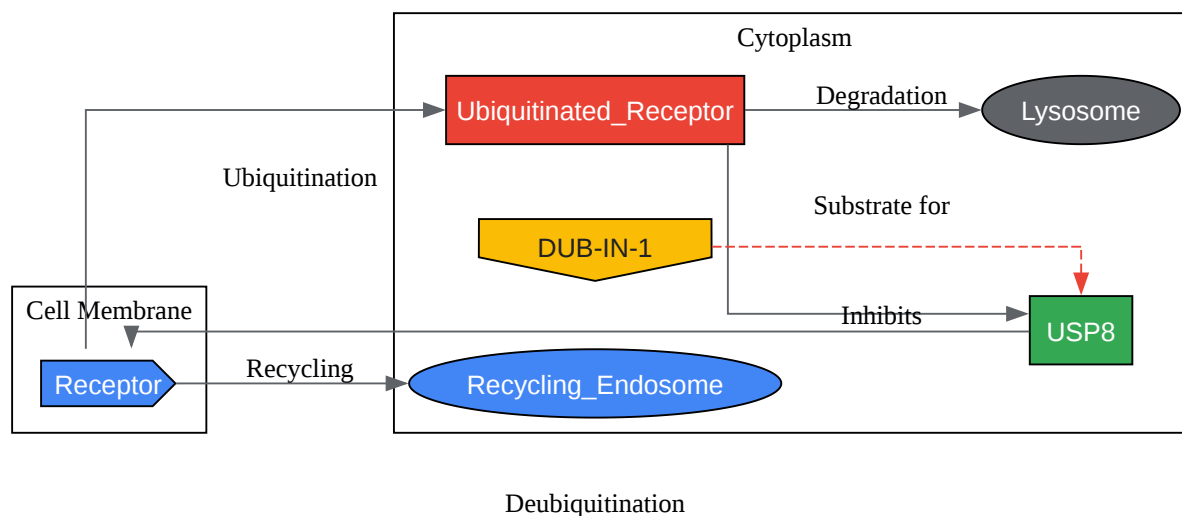 Cytoplasm
Ubiquitinated_Receptor
Degradation
Lysosome
Ubiquitination
Substrate for
DUB-IN-1
Cell Membrane
Inhibits
USP8
Receptor
Recycling
Recycling_Endosome
Deubiquitination